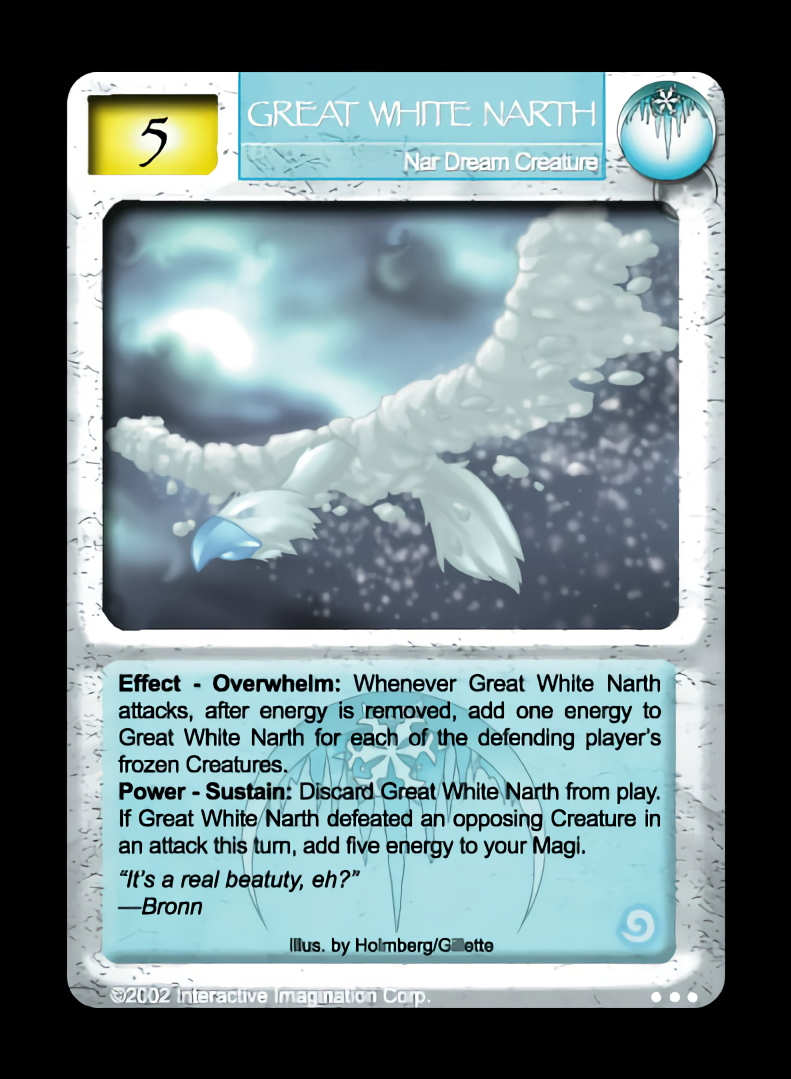 5
GREAT WHITE NARTH
Nar Dream Creature
Effect - Overwhelm: Whenever Great White Narth
attacks, after energy is removed, add one energy to
Great White Narth for each of the defending player's
frozen Creatures.
Power - Sustain: Discard Great White Narth from play.
If Great White Narth defeated an opposing Creature in
an attack this turn, add five energy to your Magi.
“It's a real beatuty, eh?”
—Bronn
Illus. by Holmberg/Gillette
©2002 Interactive Imagination Corp.